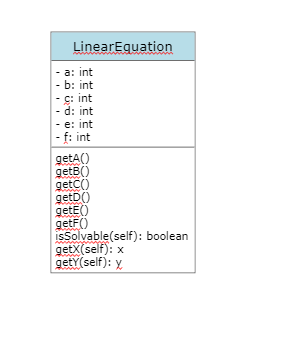 LinearEquation
- a: int
- b: int
- c: int
- d: int
- e: int
- f: int
getA()
getB()
getC()
getD()
getE()
getF()
isSolvable(self): boolean
getX(self): x
getY(self): y